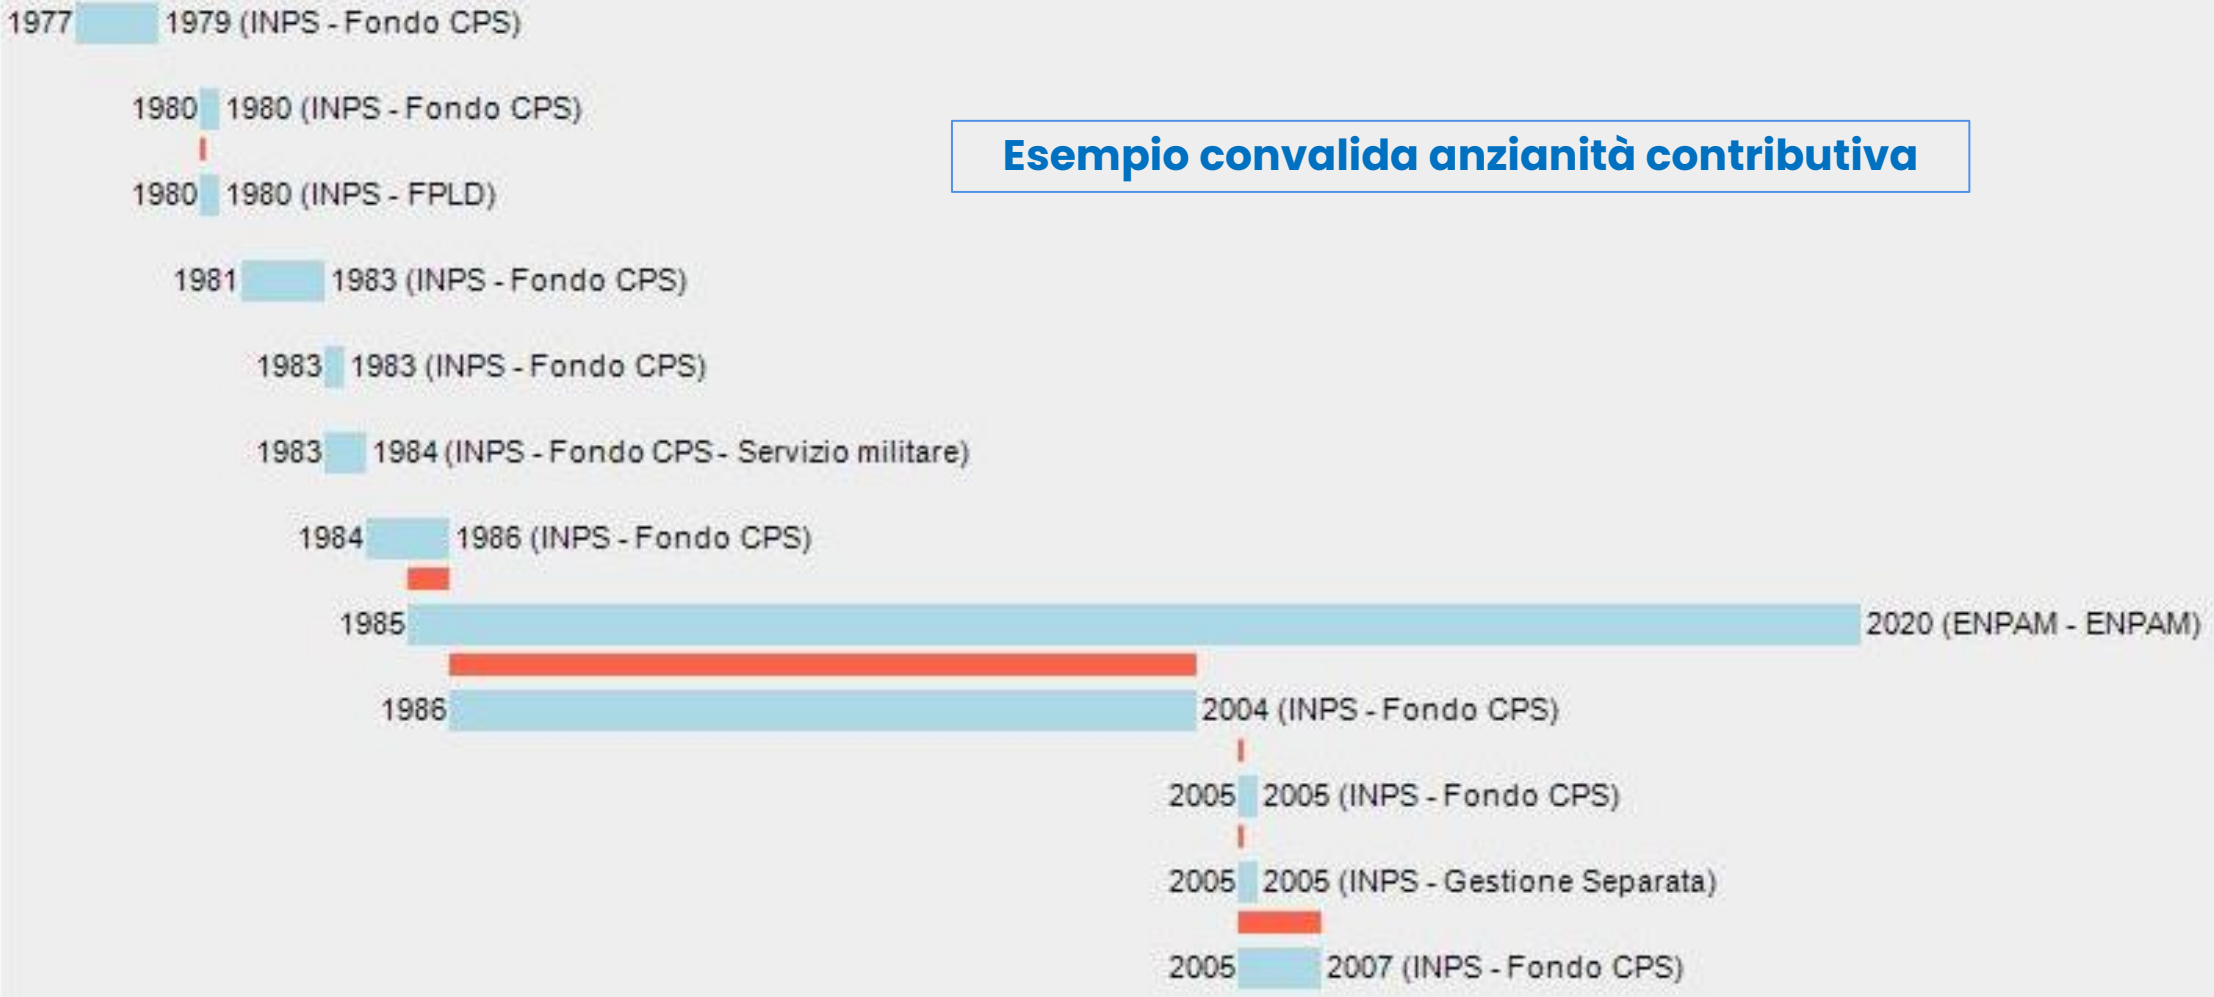 1977 1979 (INPS - Fondo CPS)
1980 1980 (INPS - Fondo CPS)
Esempio convalida anzianità contributiva
1980 1980 (INPS - FPLD)
1981 1983 (INPS - Fondo CPS)
1983 1983 (INPS - Fondo CPS)
1983 1984 (INPS - Fondo CPS - Servizio militare)
1984 1986 (INPS - Fondo CPS)
1985 2020 (ENPAM - ENPAM)
1986 2004 (INPS - Fondo CPS)
2005 2005 (INPS - Fondo CPS)
2005 2005 (INPS - Gestione Separata)
2005 2007 (INPS - Fondo CPS)